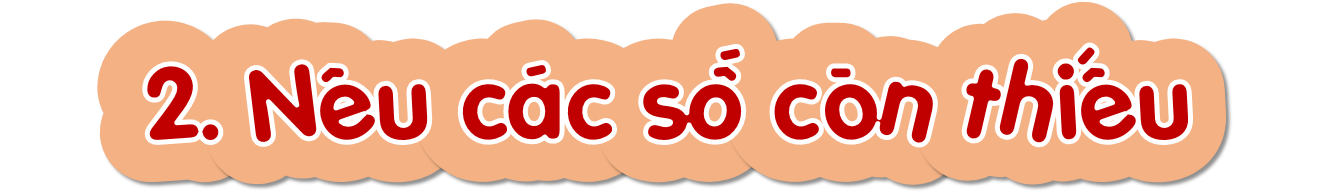 2. Nêu các số còn thiếu